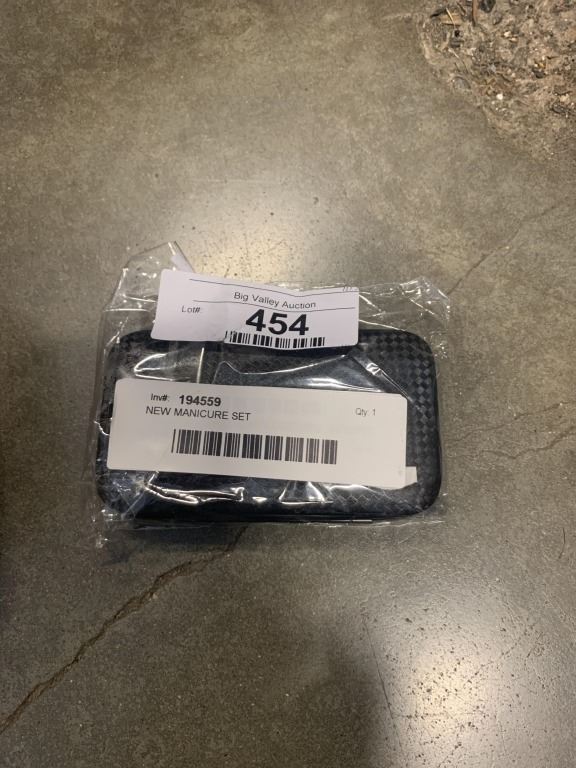 Big Valley Auction
Lot#:
454
Inv#: 194559
NEW MANICURE SET Qty 1